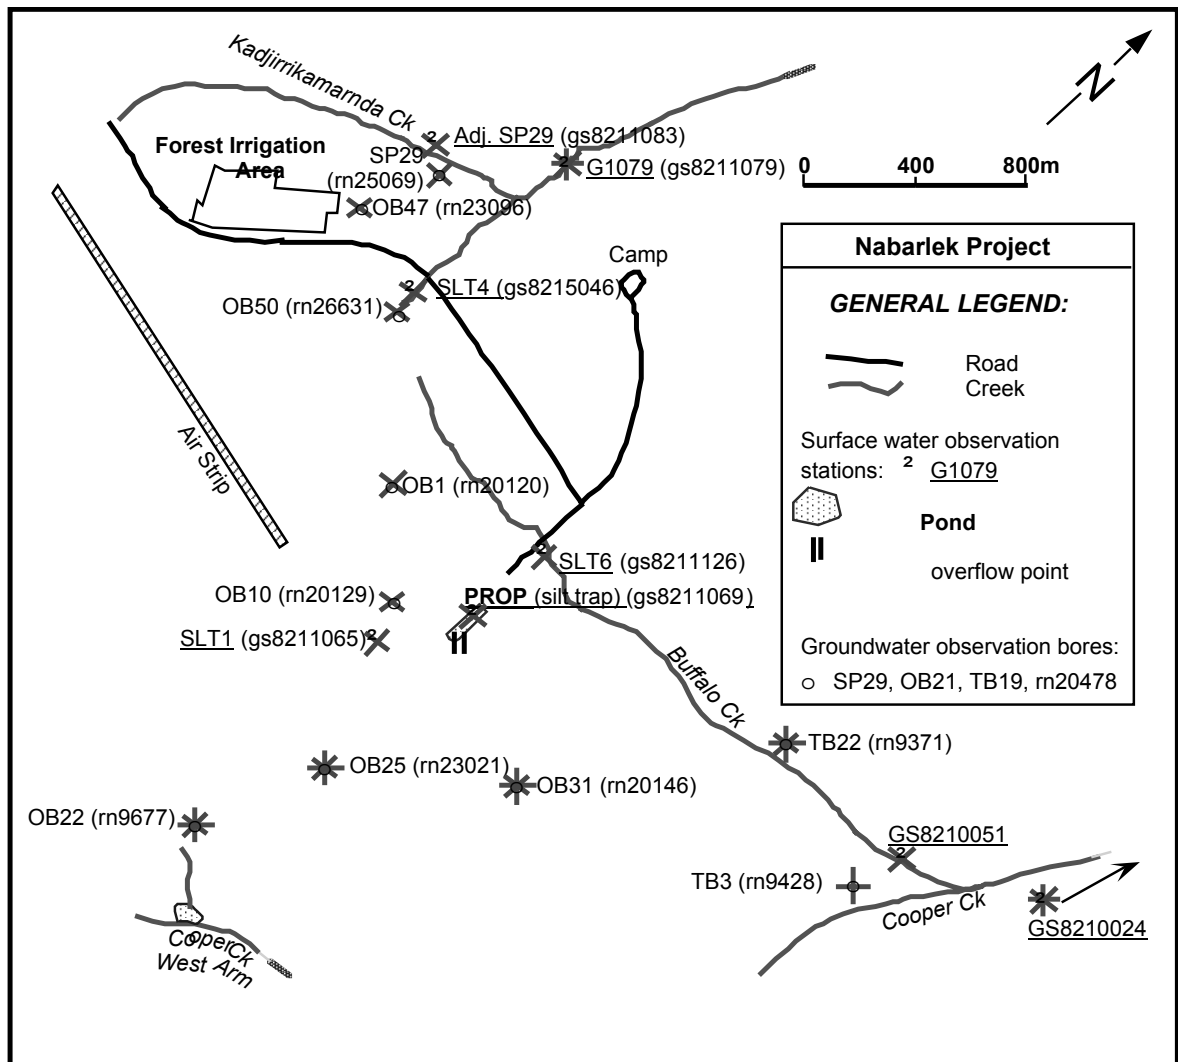 Kadjirrikamarnda Ck
N
Forest Irrigation
Area
Adj. SP29 (gs8211083)
SP29
(rn25069)
G1079 (gs8211079)
0 400 800m
OB47 (rn23096)
Camp
SLT4 (gs8215046)
OB50 (rn26631)
Air Strip
OB1 (rn20120)
SLT6 (gs8211126)
OB10 (rn20129)
PROP (silt trap) (gs8211069)
SLT1 (gs8211065)
Buffalo Ck
TB22 (rn9371)
OB25 (rn23021)
OB31 (rn20146)
OB22 (rn9677)
GS8210051
TB3 (rn9428)
Cooper Ck
GS8210024
Cooper Ck
West Arm
Nabarlek Project
GENERAL LEGEND:
Road
Creek
Surface water observation
stations: 2 G1079
Pond
overflow point
Groundwater observation bores:
SP29, OB21, TB19, rn20478